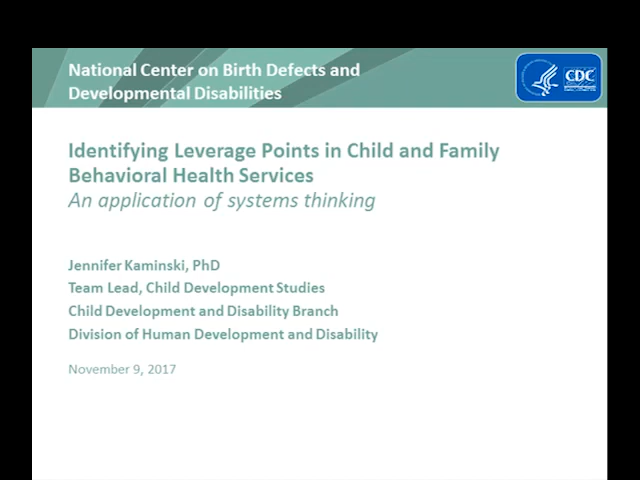 National Center on Birth Defects and
Developmental Disabilities
CDC
Identifying Leverage Points in Child and Family
Behavioral Health Services
An application of systems thinking
Jennifer Kaminski, PhD
Team Lead, Child Development Studies
Child Development and Disability Branch
Division of Human Development and Disability
November 9, 2017